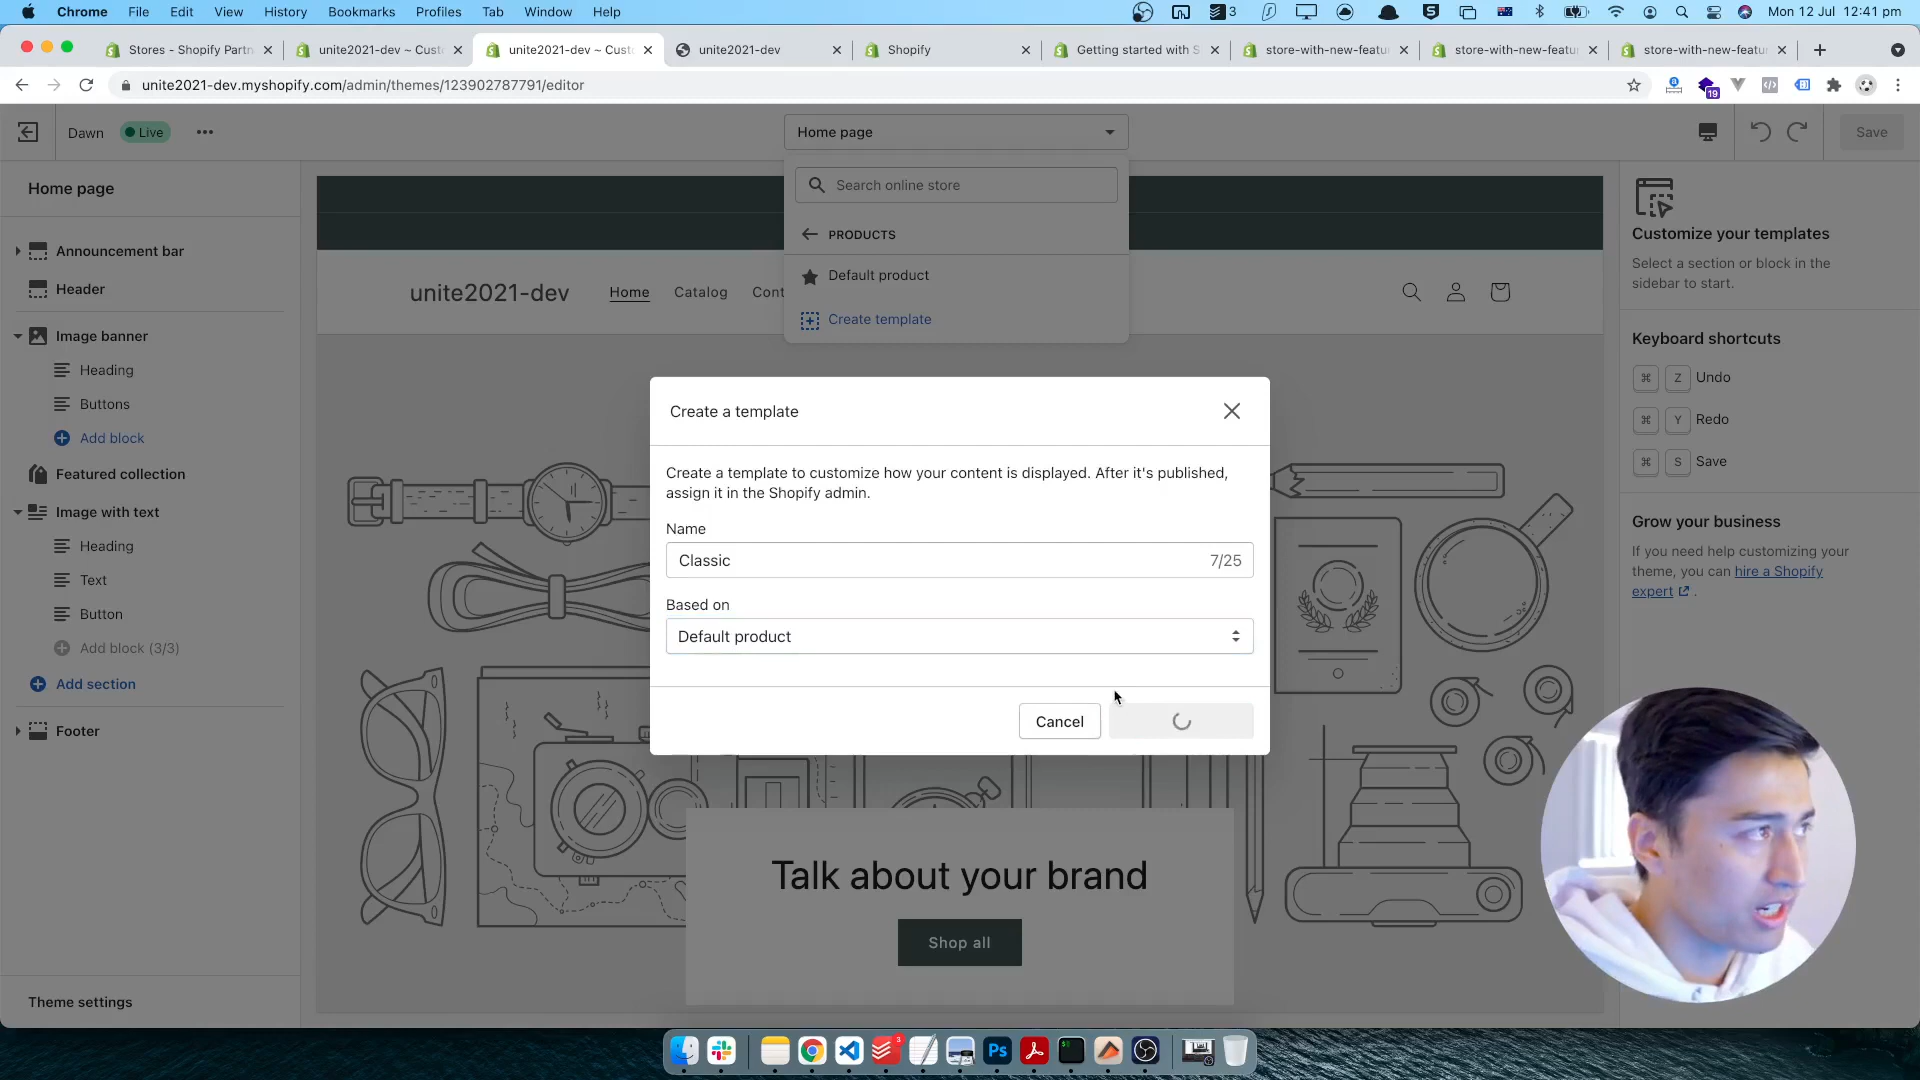 Chrome File Edit View History Bookmarks Profiles Tab Window Help
3 Mon 12 Jul 12:41 pm
Stores - Shopify Partn
unite2021-dev ~ Cust
unite2021-dev ~ Cust
unite2021-dev
Shopify
Getting started with S
store-with-new-featu
store-with-new-featu
store-with-new-featu
unite2021-dev.myshopify.com/admin/themes/123902787791/editor
19
Dawn
Live
Home page
Save
Home page
Announcement bar
Header
Image banner
Heading
Buttons
Add block
Featured collection
Image with text
Heading
Text
Button
Add block (3/3)
Add section
Footer
Theme settings
Search online store
PRODUCTS
Default product
Create template
unite2021-dev
Home
Catalog
Cont
Create a template
Create a template to customize how your content is displayed. After it's published,
assign it in the Shopify admin.
Name
Classic
7/25
Based on
Default product
Cancel
Talk about your brand
Shop all
Customize your templates
Select a section or block in the
sidebar to start.
Keyboard shortcuts
⌘ Z Undo
⌘ Y Redo
⌘ S Save
Grow your business
If you need help customizing your
theme, you can hire a Shopify
expert .
3
Ps